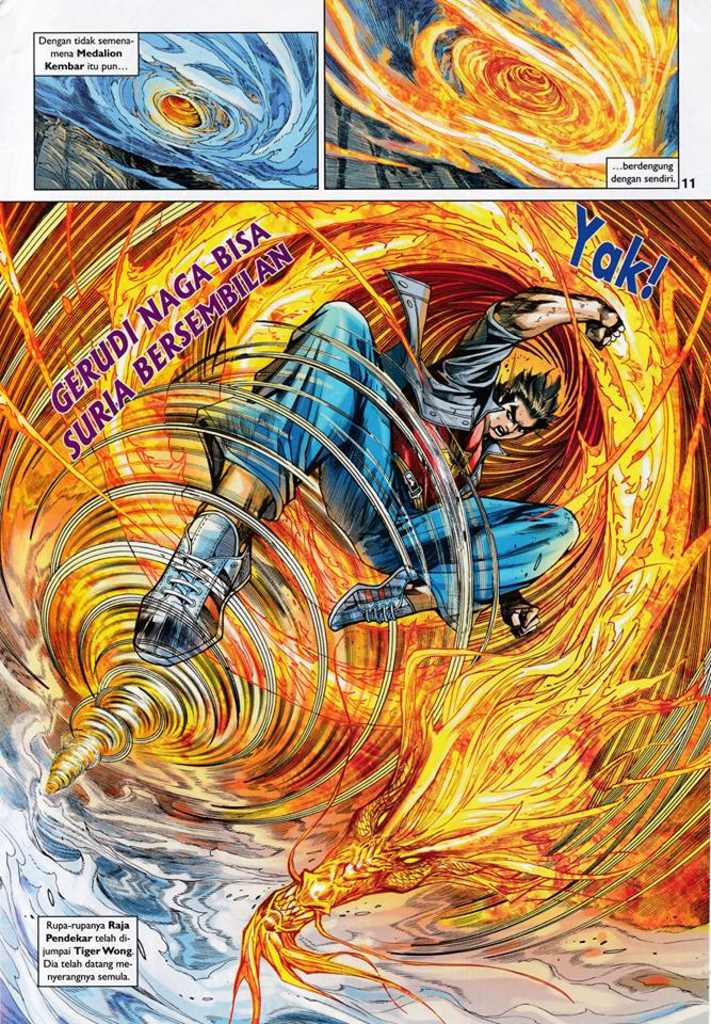 Dengan tidak semena-
mena Medalion
Kembar itu pun...
...berdengung
dengan sendiri.
11
GERUDI NAGA BISA
SURIA BERSEMBILAN
Yak!
Rupa-rupanya Raja
Pendekar telah di-
jumpai Tiger Wong.
Dia telah datang me-
nyerangnya semula.